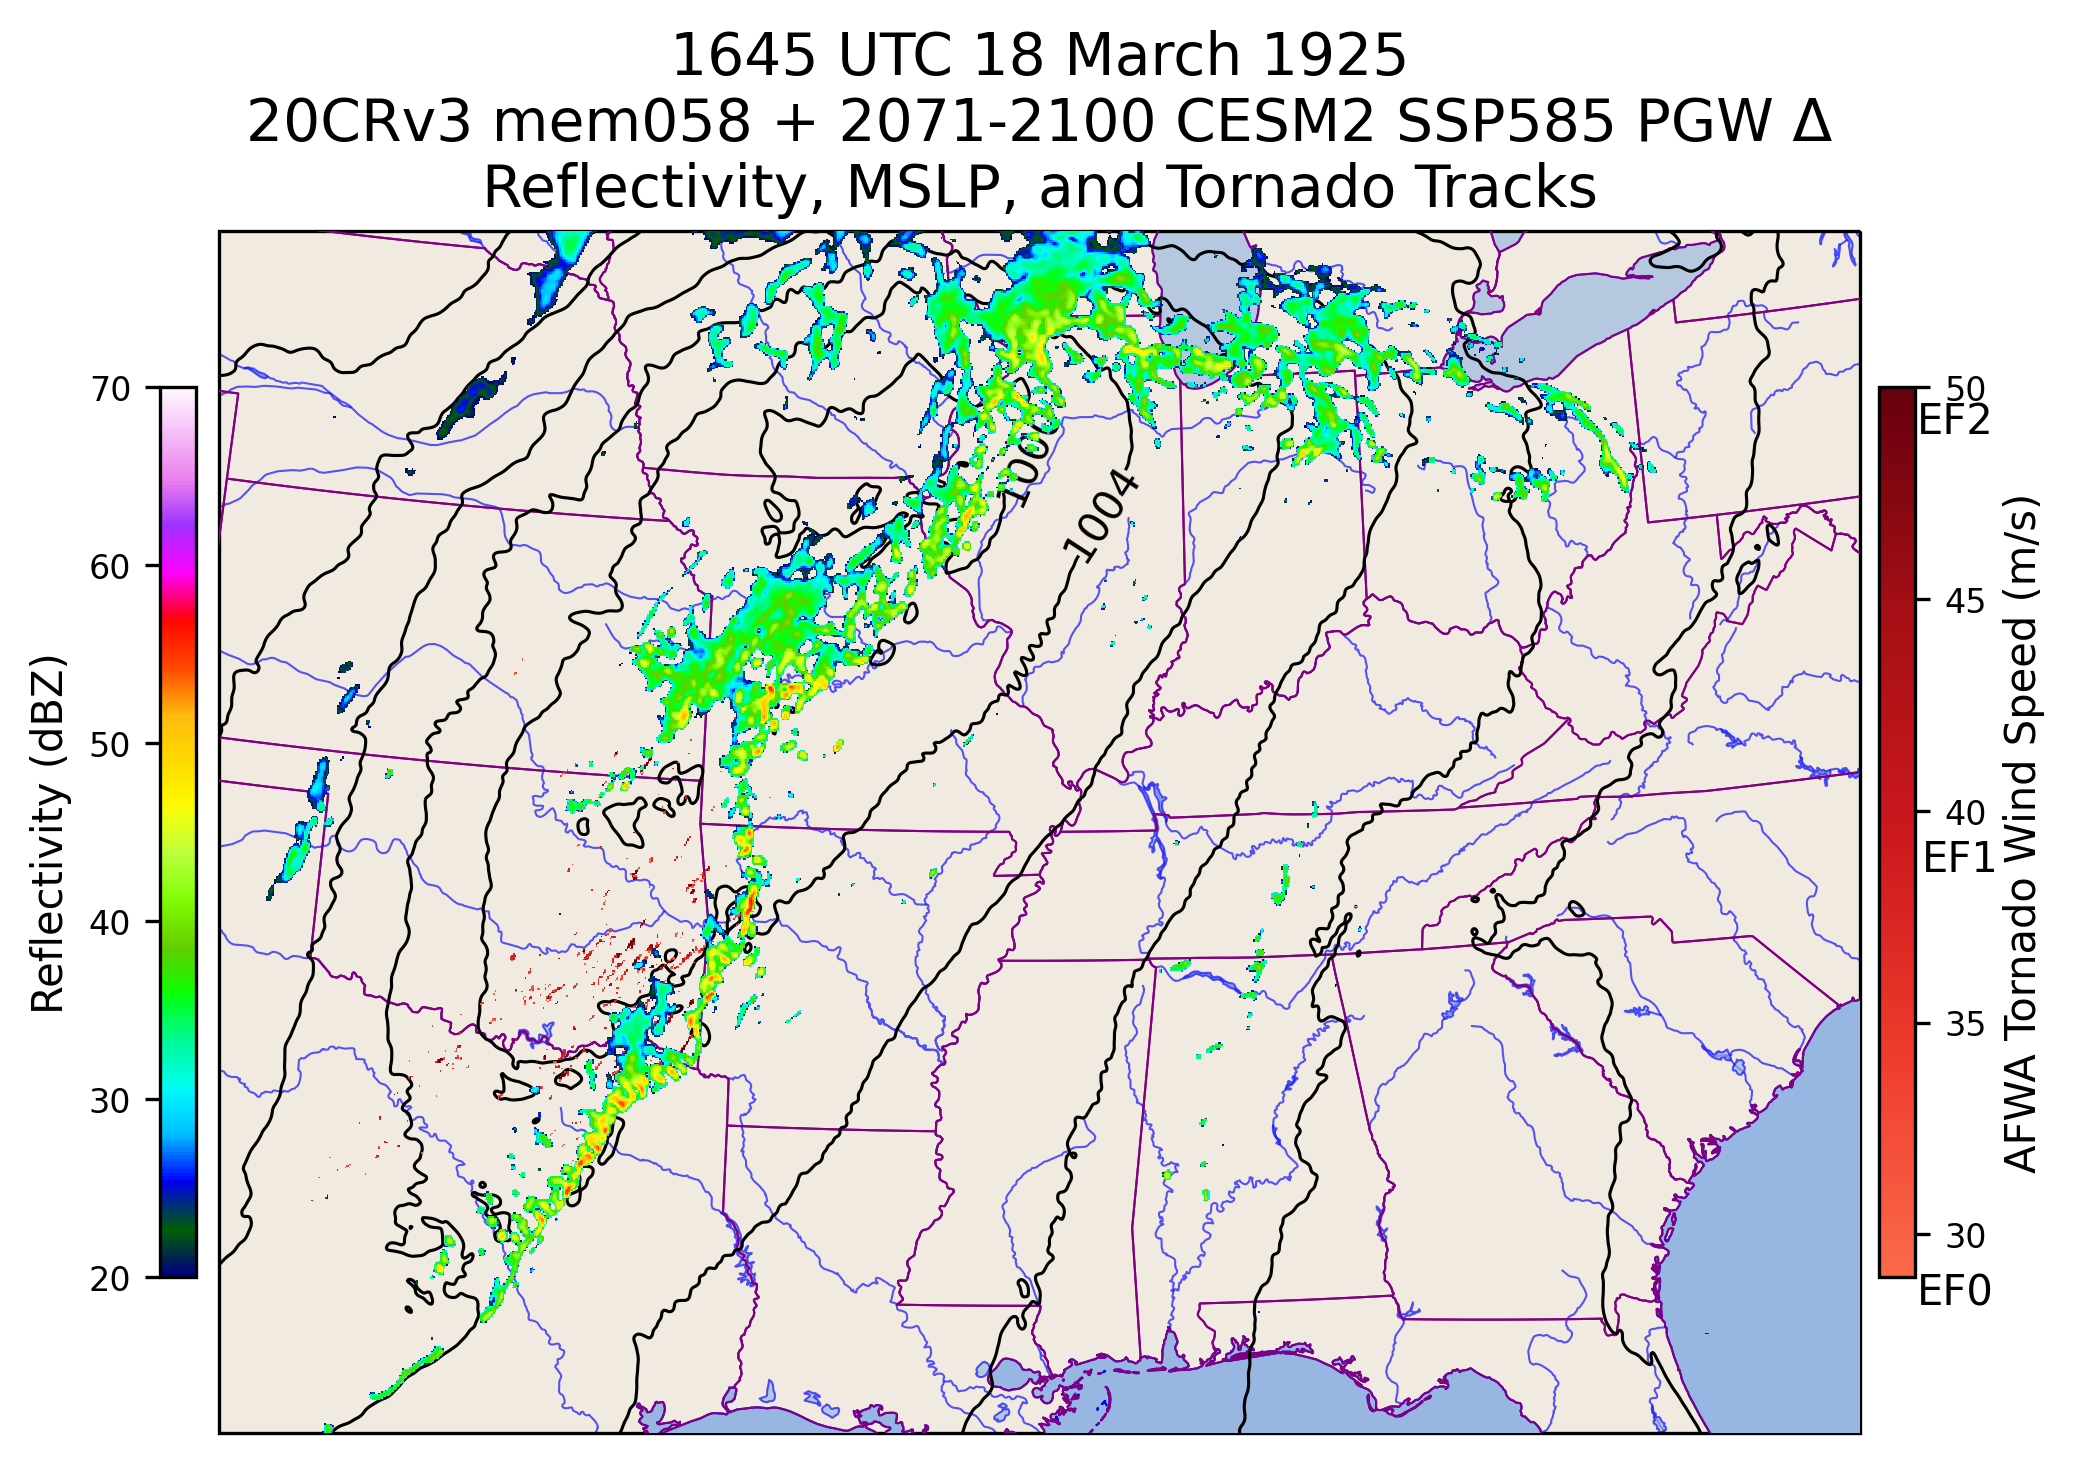 1645 UTC 18 March 1925
20CRv3 mem058 + 2071-2100 CESM2 SSP585 PGW Δ
Reflectivity, MSLP, and Tornado Tracks
70
60
50
40
30
20
Reflectivity (dBZ)
100
1004
50
EF2
45
40
EF1
35
30
EF0
AFWA Tornado Wind Speed (m/s)